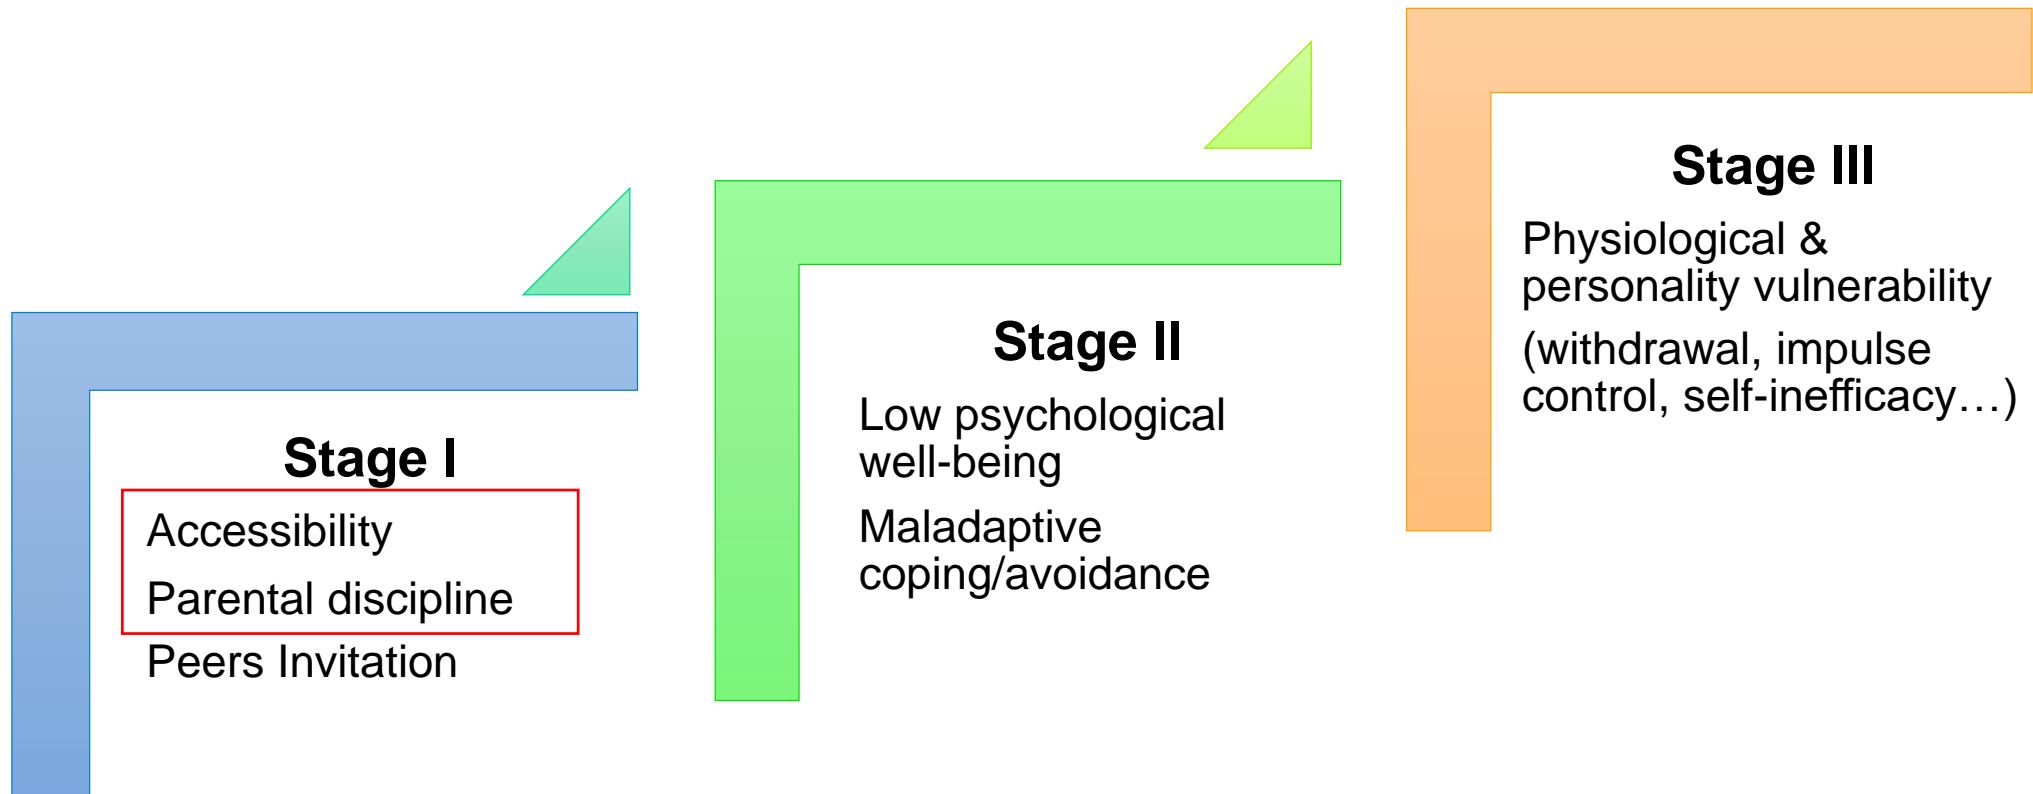 Stage I
Accessibility
Parental discipline
Peers Invitation
Stage II
Low psychological
well-being
Maladaptive
coping/avoidance
Stage III
Physiological &
personality vulnerability
(withdrawal, impulse
control, self-inefficacy…)